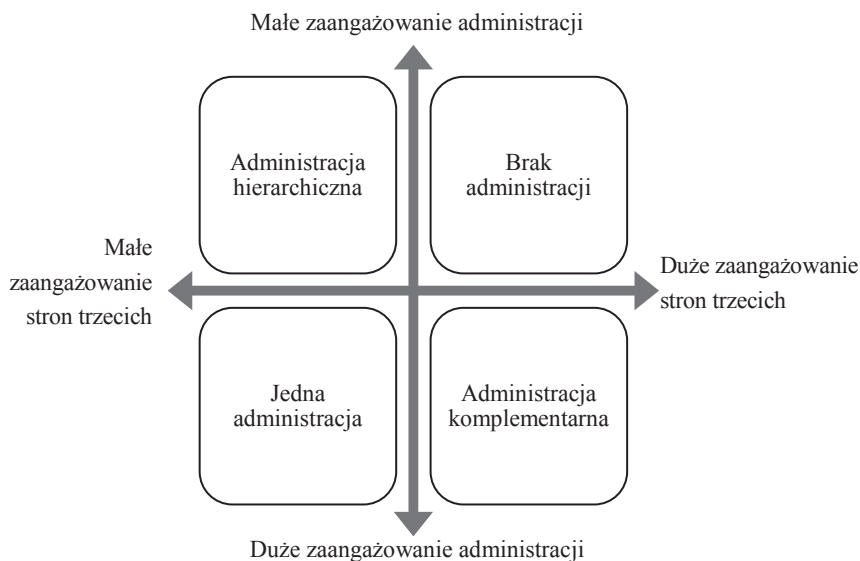 Małe zaangażowanie administracji
Administracja
hierarchiczna
Brak
administracji
Małe
zaangażowanie
stron trzecich
Duże zaangażowanie
stron trzecich
Jedna
administracja
Administracja
komplementarna
Duże zaangażowanie administracji